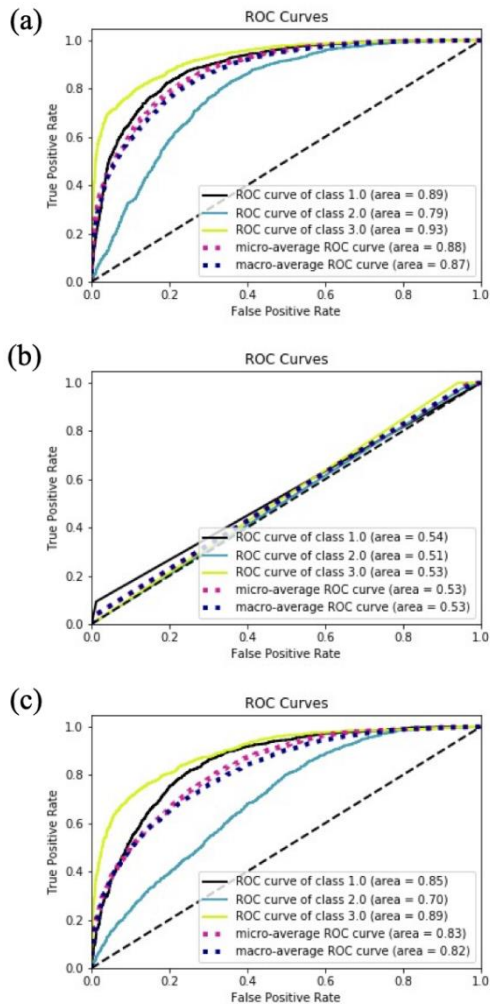 (a)
ROC Curves
True Positive Rate
1.0
0.8
0.6
0.4
0.2
0.0
ROC curve of class 1.0 (area = 0.89)
ROC curve of class 2.0 (area = 0.79)
ROC curve of class 3.0 (area = 0.93)
micro-average ROC curve (area = 0.88)
macro-average ROC curve (area = 0.87)
0.0 0.2 0.4 0.6 0.8 1.0
False Positive Rate
(b)
ROC Curves
True Positive Rate
1.0
0.8
0.6
0.4
0.2
0.0
ROC curve of class 1.0 (area = 0.54)
ROC curve of class 2.0 (area = 0.51)
ROC curve of class 3.0 (area = 0.53)
micro-average ROC curve (area = 0.53)
macro-average ROC curve (area = 0.53)
0.0 0.2 0.4 0.6 0.8 1.0
False Positive Rate
(c)
ROC Curves
True Positive Rate
1.0
0.8
0.6
0.4
0.2
0.0
ROC curve of class 1.0 (area = 0.85)
ROC curve of class 2.0 (area = 0.70)
ROC curve of class 3.0 (area = 0.89)
micro-average ROC curve (area = 0.83)
macro-average ROC curve (area = 0.82)
0.0 0.2 0.4 0.6 0.8 1.0
False Positive Rate